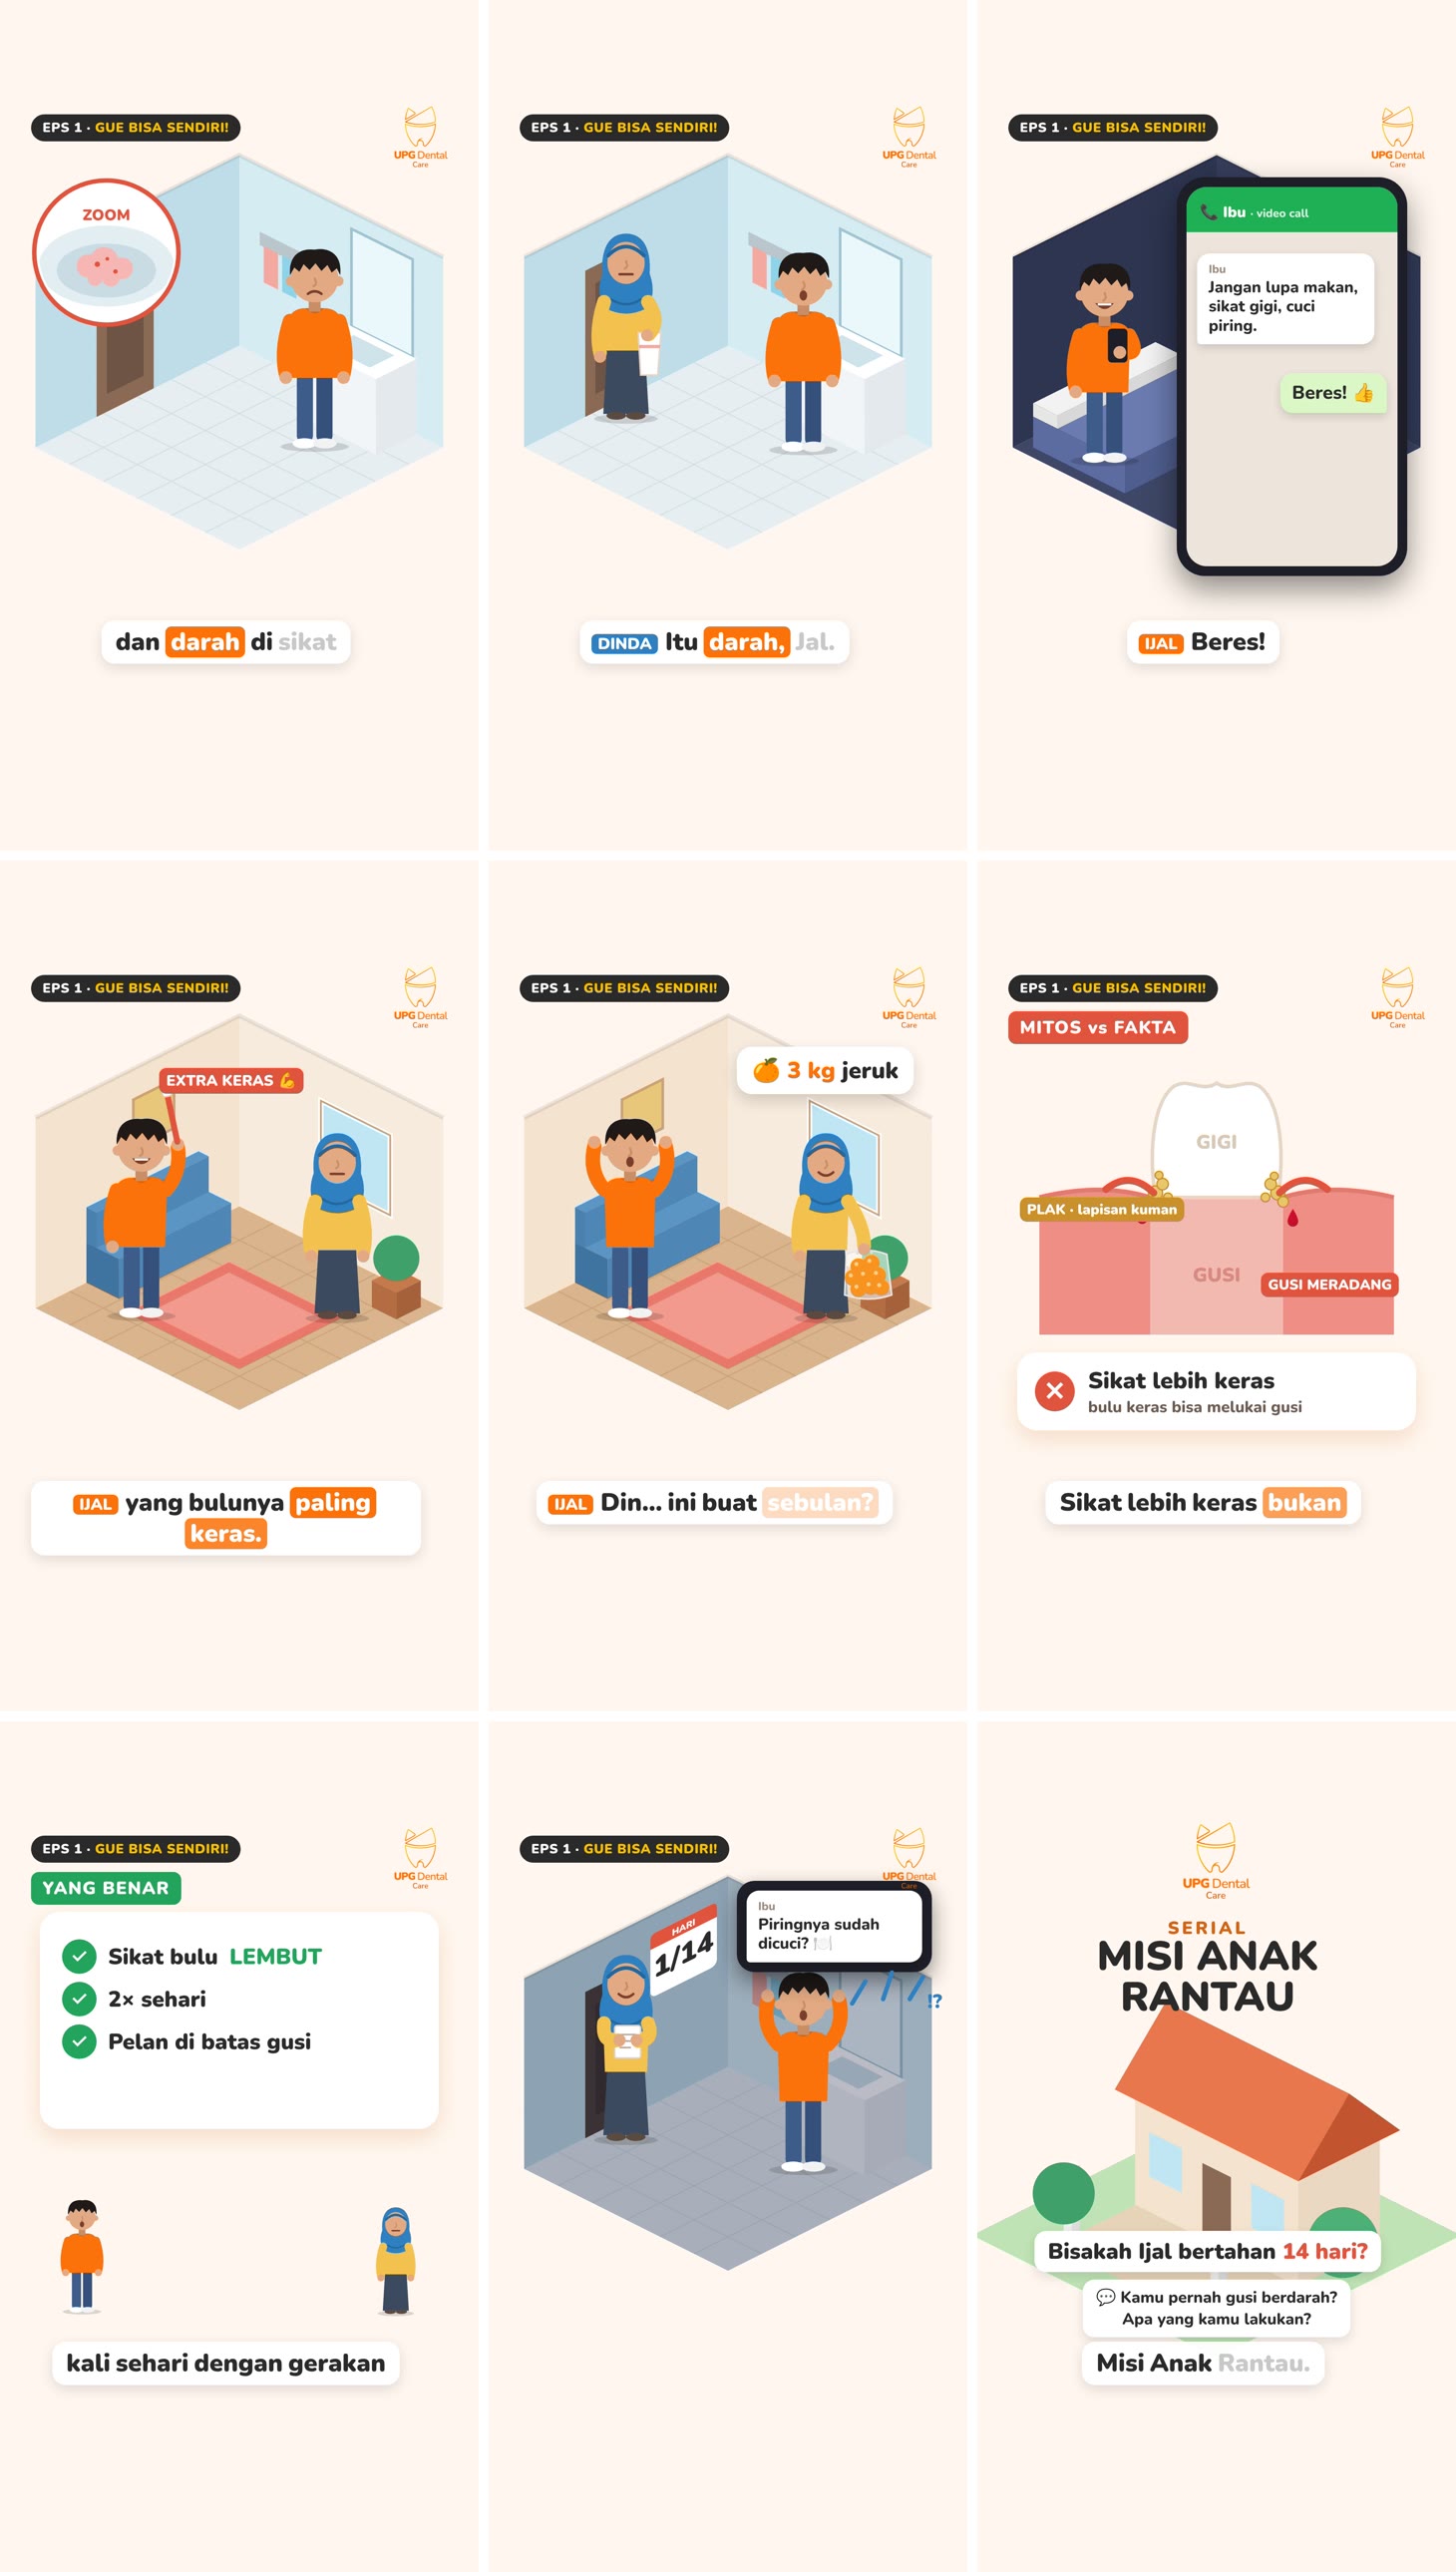 EPS 1 · GUE BISA SENDIRI!
UPG Dental
Care
ZOOM
dan darah di sikat
EPS 1 · GUE BISA SENDIRI!
UPG Dental
Care
DINDA Itu darah, Jal.
EPS 1 · GUE BISA SENDIRI!
UPG Dental
Care
📞 Ibu · video call
Ibu
Jangan lupa makan,
sikat gigi, cuci
piring.
Beres! 👍
IJAL Beres!
EPS 1 · GUE BISA SENDIRI!
UPG Dental
Care
EXTRA KERAS 💪
IJAL yang bulunya paling
keras.
EPS 1 · GUE BISA SENDIRI!
UPG Dental
Care
🍊 3 kg jeruk
IJAL Din... ini buat sebulan?
EPS 1 · GUE BISA SENDIRI!
UPG Dental
Care
MITOS vs FAKTA
GIGI
PLAK · lapisan kuman
GUSI
GUSI MERADANG
Sikat lebih keras
bulu keras bisa melukai gusi
Sikat lebih keras bukan
EPS 1 · GUE BISA SENDIRI!
UPG Dental
Care
YANG BENAR
Sikat bulu LEMBUT
2× sehari
Pelan di batas gusi
kali sehari dengan gerakan
EPS 1 · GUE BISA SENDIRI!
UPG Dental
Care
HARI
1/14
Ibu
Piringnya sudah
dicuci? 🍽️
!?
UPG Dental
Care
SERIAL
MISI ANAK
RANTAU
Bisakah Ijal bertahan 14 hari?
💬 Kamu pernah gusi berdarah?
Apa yang kamu lakukan?
Misi Anak Rantau.